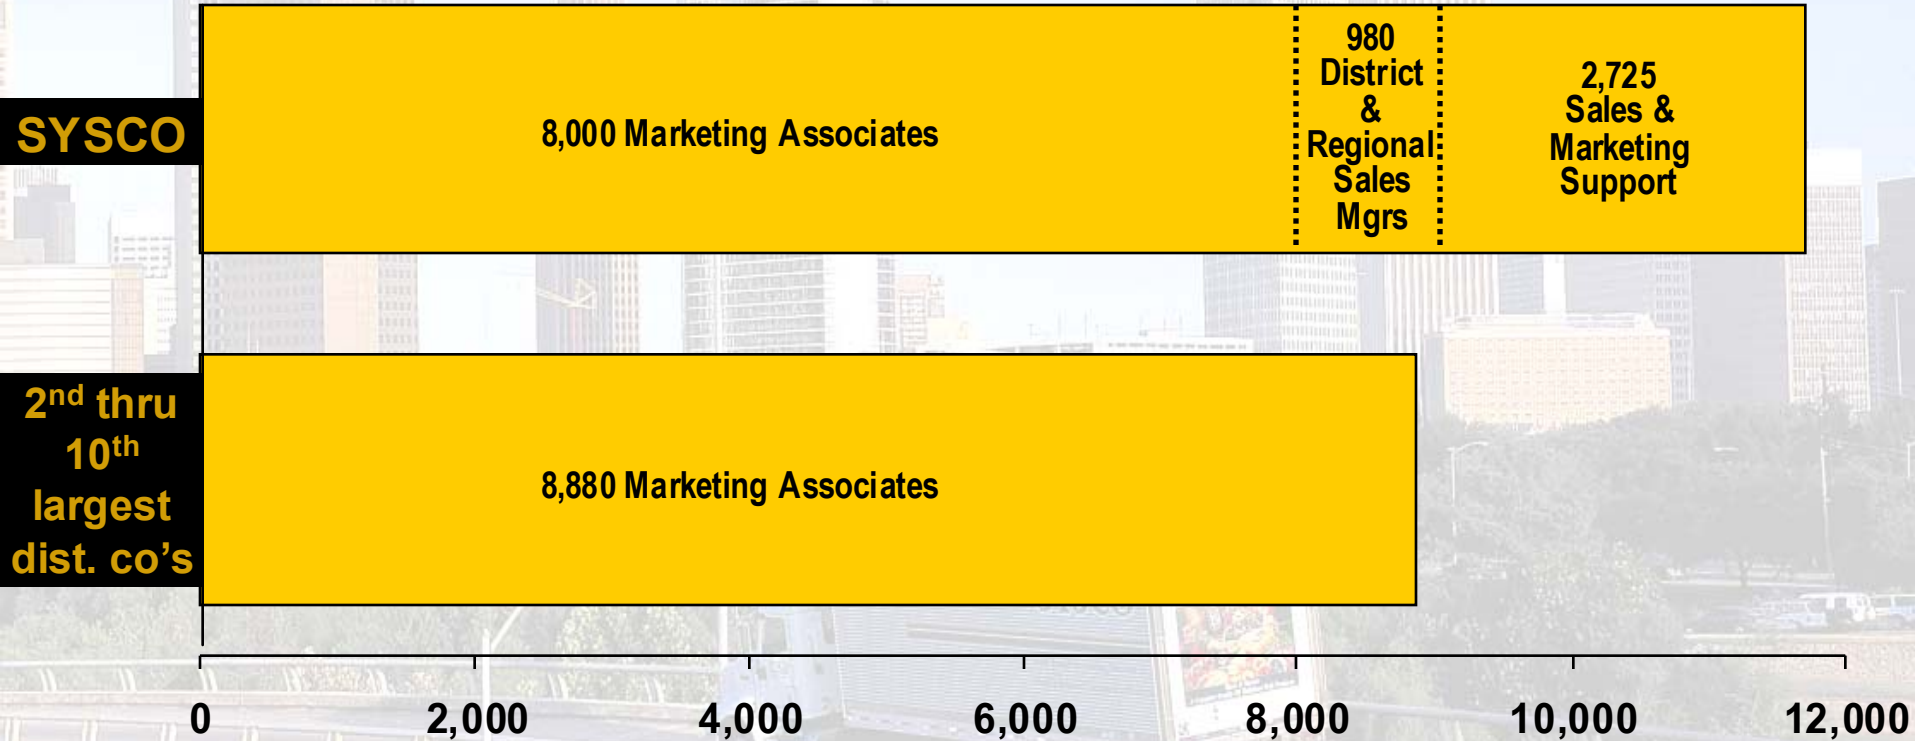 SYSCO
8,000 Marketing Associates
980
District
&
Regional
Sales
Mgrs
2,725
Sales &
Marketing
Support
2nd thru
10th
largest
dist. co's
8,880 Marketing Associates
SYSCO
0 2,000 4,000 6,000 8,000 10,000 12,000